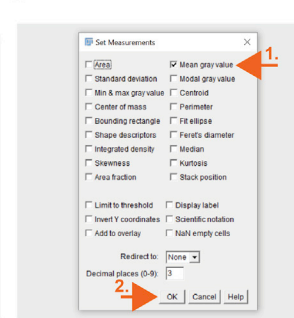 Set Measurements
1.
Area Mean gray value
Standard deviation Modal gray value
Min & max gray value Centroid
Center of mass Perimeter
Bounding rectangle Fit ellipse
Shape descriptors Feret's diameter
Integrated density Median
Skewness Kurtosis
Area fraction Stack position
Limit to threshold Display label
Invert Y coordinates Scientific notation
Add to overlay NaN empty cells
Redirect to: None
Decimal places (0-9): 3
2.
OK Cancel Help